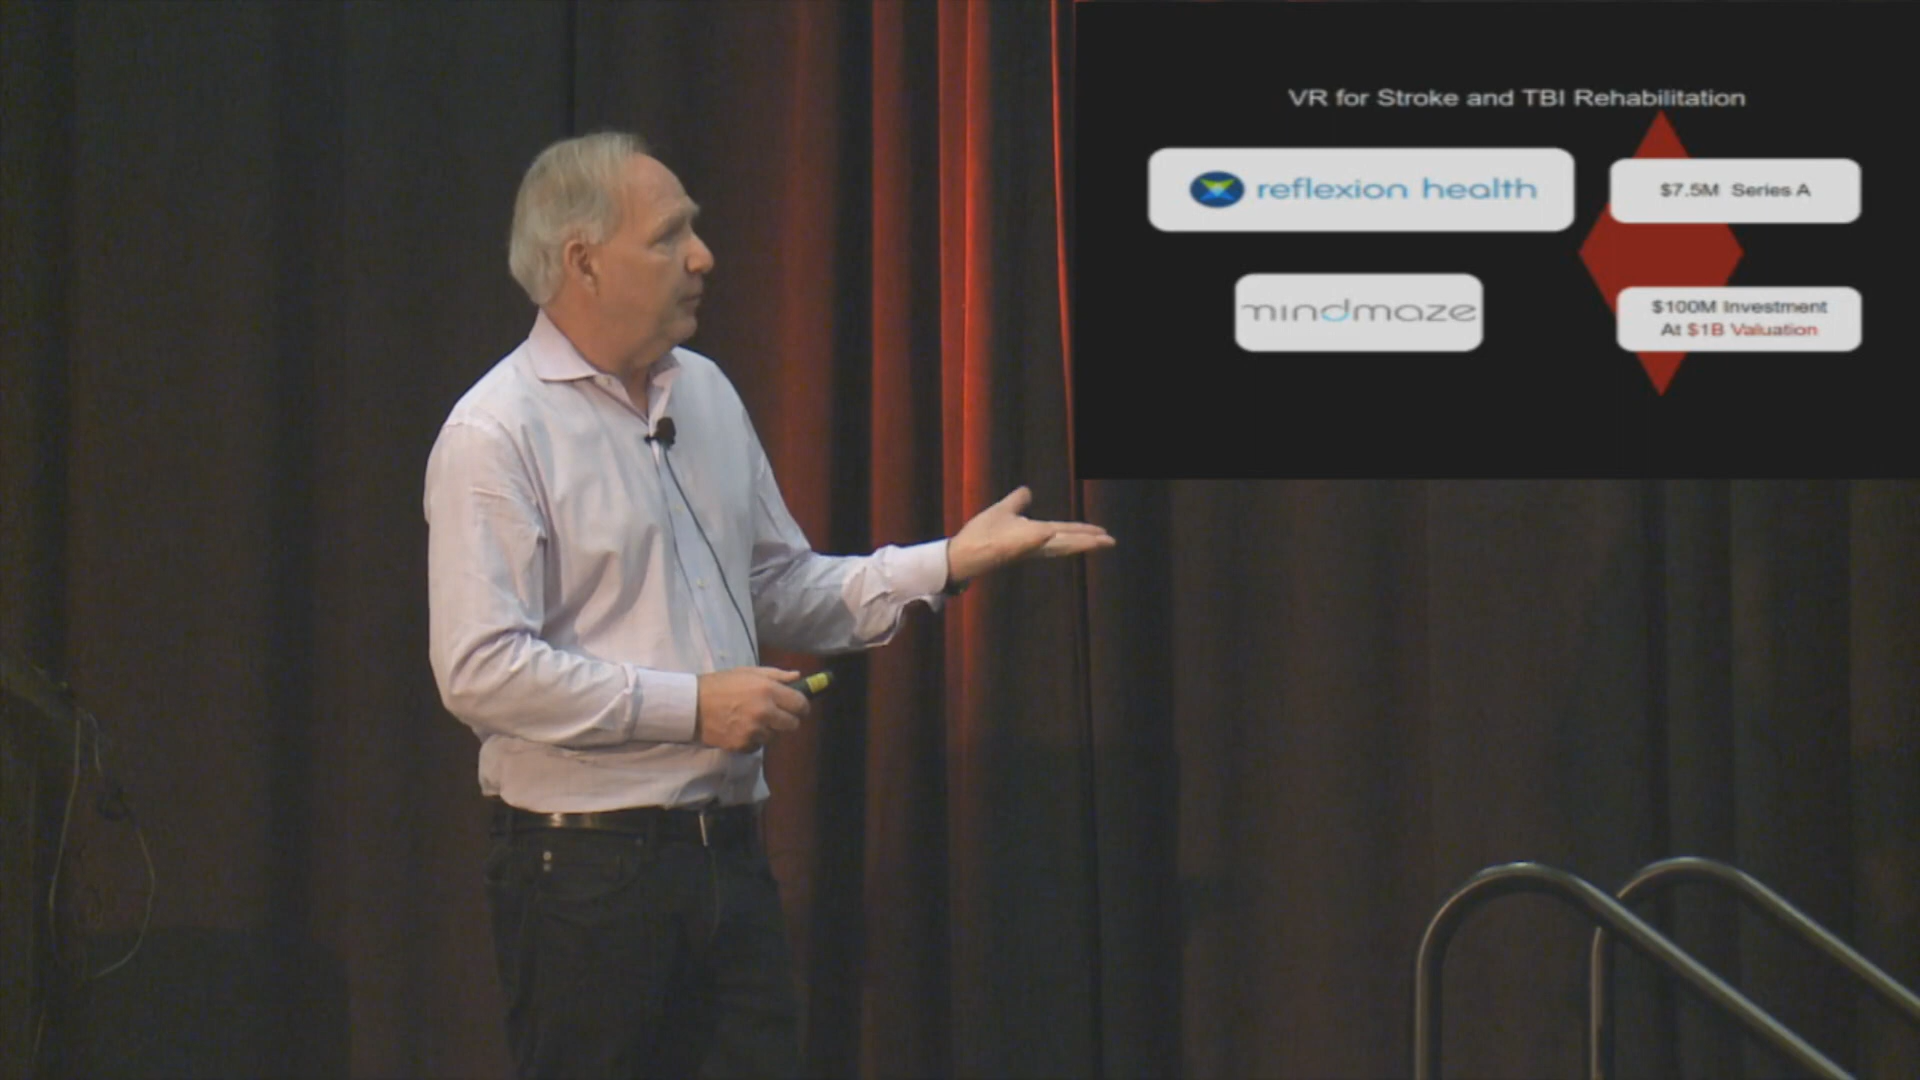 VR for Stroke and TBI Rehabilitation
reflexion health
$7.5M Series A
mindmaze
$100M Investment
At $1B Valuation